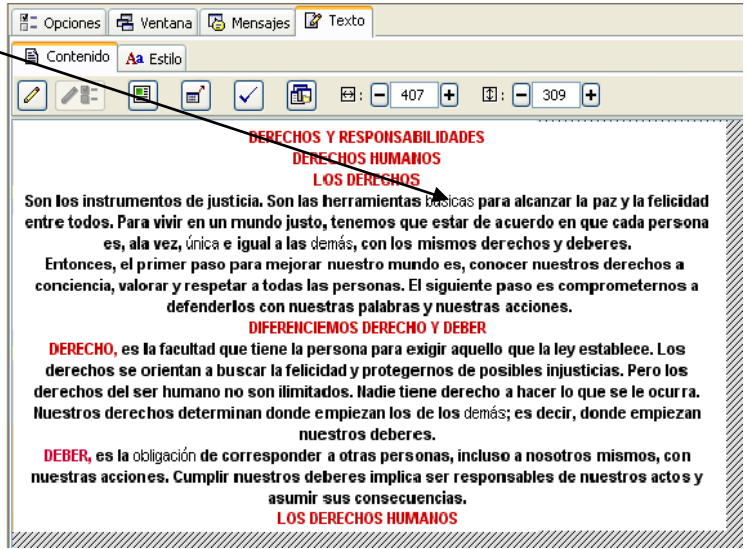 Opciones Ventana Mensajes Texto
Contenido Aa Estilo
: 407 : 309
DERECHOS Y RESPONSABILIDADES
DERECHOS HUMANOS
LOS DERECHOS
Son los instrumentos de justicia. Son las herramientas básicas para alcanzar la paz y la felicidad
entre todos. Para vivir en un mundo justo, tenemos que estar de acuerdo en que cada persona
es, ala vez, única e igual a las demás, con los mismos derechos y deberes.
Entonces, el primer paso para mejorar nuestro mundo es, conocer nuestros derechos a
conciencia, valorar y respetar a todas las personas. El siguiente paso es comprometernos a
defenderlos con nuestras palabras y nuestras acciones.
DIFERENCIEMOS DERECHO Y DEBER
DERECHO, es la facultad que tiene la persona para exigir aquello que la ley establece. Los
derechos se orientan a buscar la felicidad y protegernos de posibles injusticias. Pero los
derechos del ser humano no son ilimitados. Nadie tiene derecho a hacer lo que se le ocurra.
Nuestros derechos determinan donde empiezan los de los demás; es decir, donde empiezan
nuestros deberes.
DEBER, es la obligación de corresponder a otras personas, incluso a nosotros mismos, con
nuestras acciones. Cumplir nuestros deberes implica ser responsables de nuestros actos y
asumir sus consecuencias.
LOS DERECHOS HUMANOS